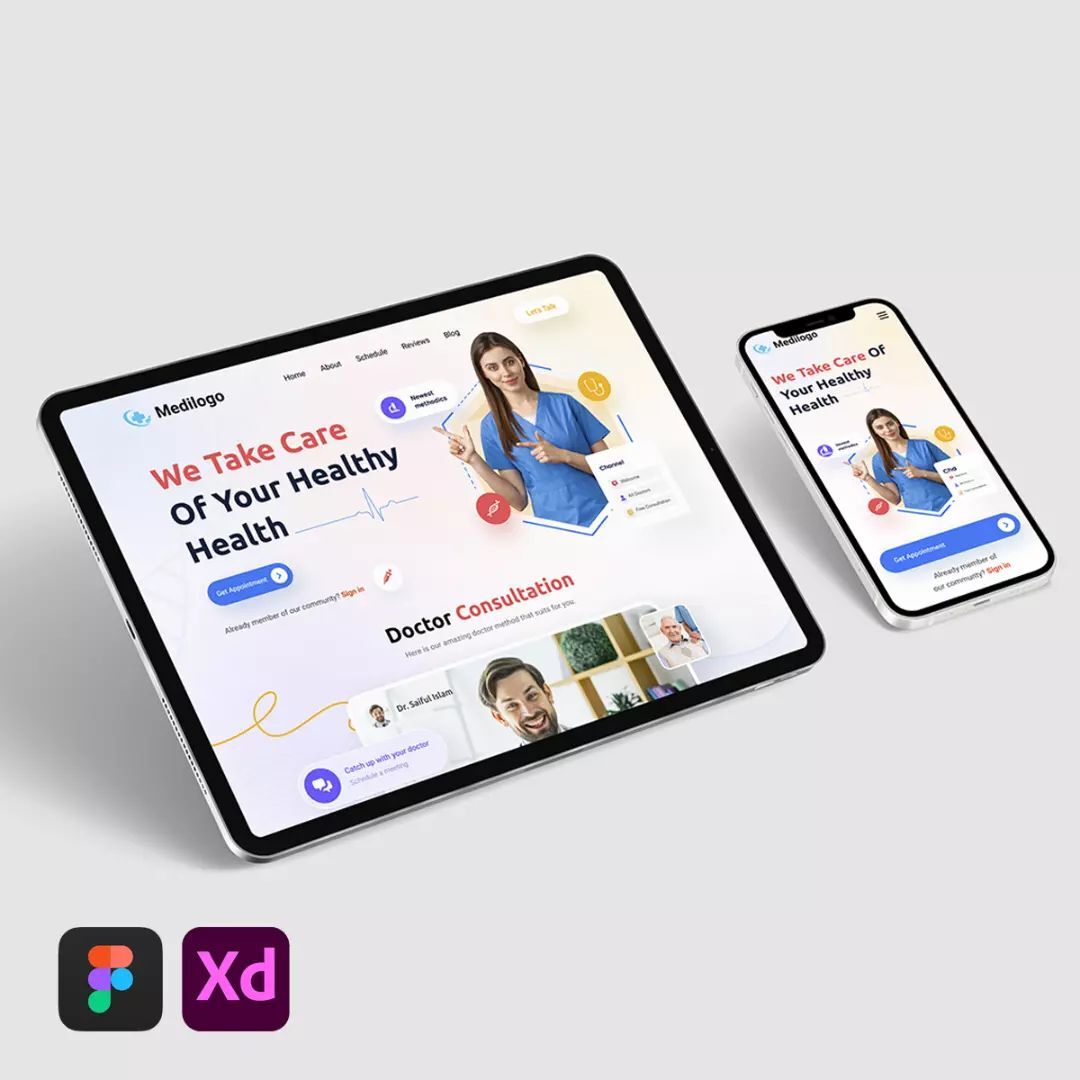 Let's Talk
Home About Schedule Reviews Blog
Medilogo
Newest
methodics
We Take Care
Of Your Healthy
Health
Channel
Welcome
All Doctors
Free Consultation
Get Appointment
Already member of our community? Sign in
Doctor Consultation
Here is our amazing doctor method that suits for you.
Dr. Saiful Islam
Catch up with your doctor
Schedule a meeting
Medilogo
We Take Care Of
Your Healthy
Health
Newest
methodics
Cha
Get Appointment
Already member of
our community? Sign in
Xd